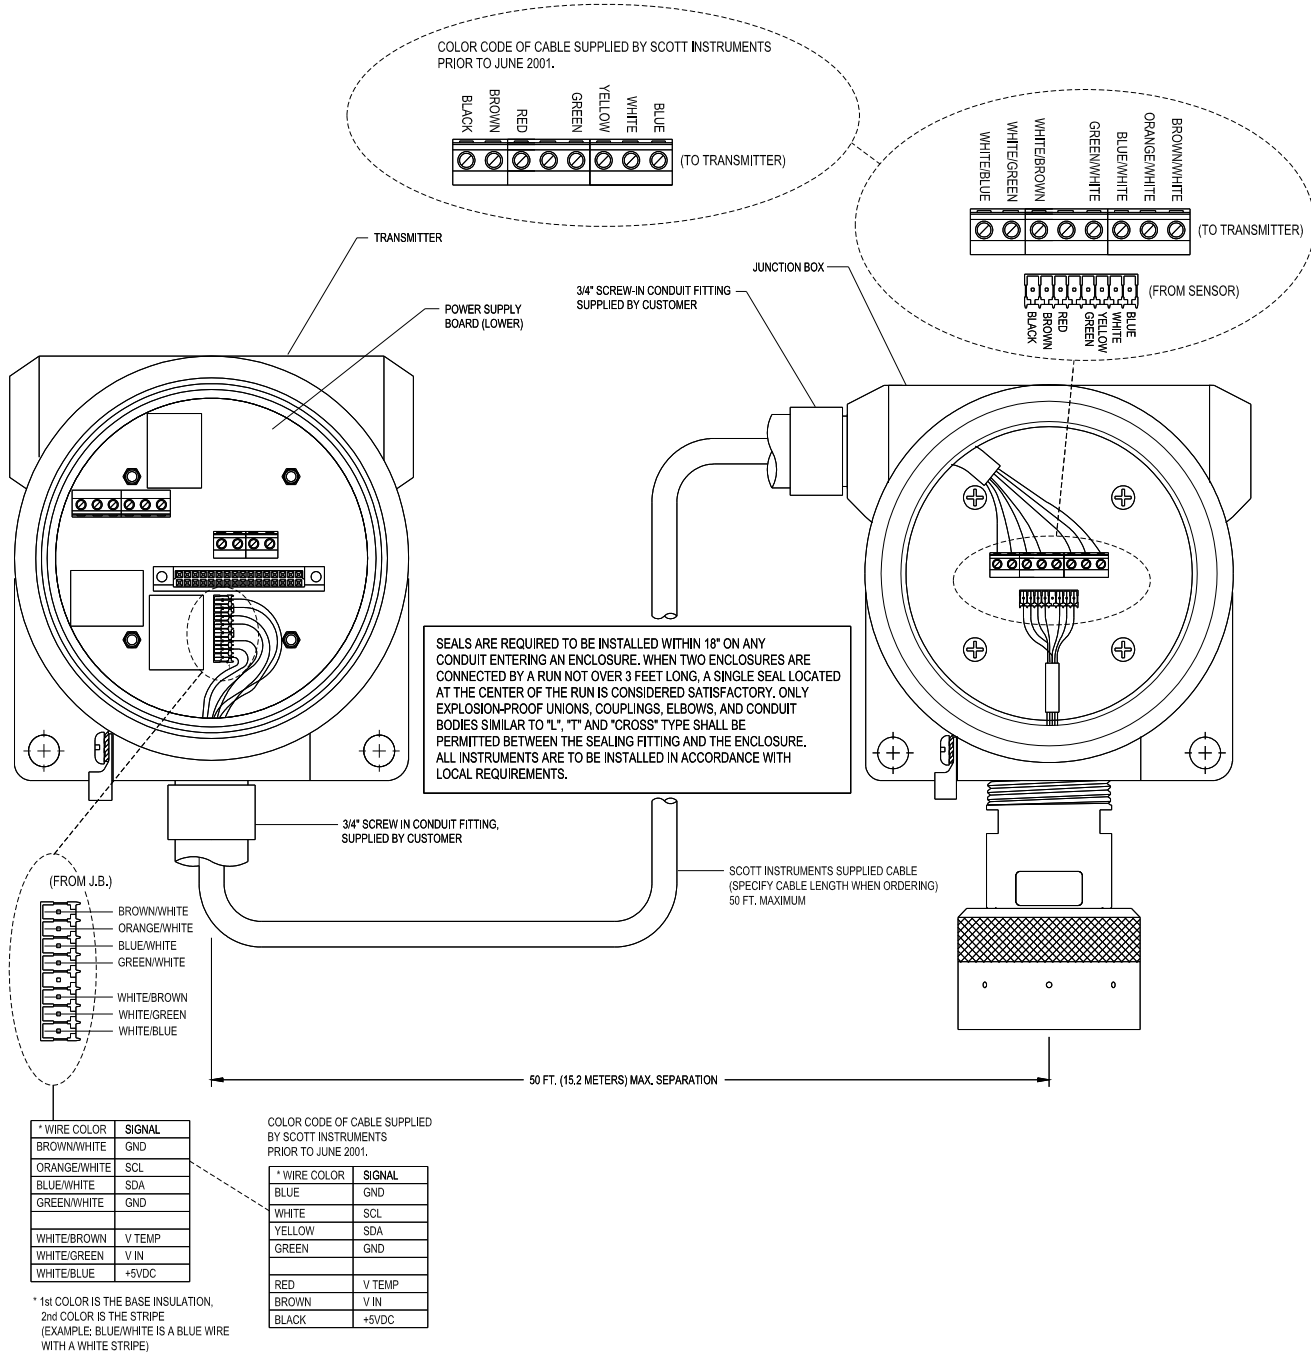 COLOR CODE OF CABLE SUPPLIED BY SCOTT INSTRUMENTS
PRIOR TO JUNE 2001.
BLACK
BROWN
RED
GREEN
YELLOW
WHITE
BLUE
(TO TRANSMITTER)
WHITE/BLUE
WHITE/GREEN
WHITE/BROWN
GREEN/WHITE
BLUE/WHITE
ORANGE/WHITE
BROWN/WHITE
(TO TRANSMITTER)
(FROM SENSOR)
BLACK
BROWN
RED
GREEN
YELLOW
WHITE
BLUE
TRANSMITTER
POWER SUPPLY
BOARD (LOWER)
JUNCTION BOX
3/4" SCREW-IN CONDUIT FITTING
SUPPLIED BY CUSTOMER
SEALS ARE REQUIRED TO BE INSTALLED WITHIN 18" ON ANY
CONDUIT ENTERING AN ENCLOSURE. WHEN TWO ENCLOSURES ARE
CONNECTED BY A RUN NOT OVER 3 FEET LONG, A SINGLE SEAL LOCATED
AT THE CENTER OF THE RUN IS CONSIDERED SATISFACTORY. ONLY
EXPLOSION-PROOF UNIONS, COUPLINGS, ELBOWS, AND CONDUIT
BODIES SIMILAR TO "L", "T" AND "CROSS" TYPE SHALL BE
PERMITTED BETWEEN THE SEALING FITTING AND THE ENCLOSURE.
ALL INSTRUMENTS ARE TO BE INSTALLED IN ACCORDANCE WITH
LOCAL REQUIREMENTS.
3/4" SCREW IN CONDUIT FITTING,
SUPPLIED BY CUSTOMER
SCOTT INSTRUMENTS SUPPLIED CABLE
(SPECIFY CABLE LENGTH WHEN ORDERING)
50 FT. MAXIMUM
(FROM J.B.)
BROWN/WHITE
ORANGE/WHITE
BLUE/WHITE
GREEN/WHITE
WHITE/BROWN
WHITE/GREEN
WHITE/BLUE
50 FT. (15.2 METERS) MAX. SEPARATION
* WIRE COLOR SIGNAL
BROWN/WHITE GND
ORANGE/WHITE SCL
BLUE/WHITE SDA
GREEN/WHITE GND
WHITE/BROWN V TEMP
WHITE/GREEN V IN
WHITE/BLUE +5VDC
* 1st COLOR IS THE BASE INSULATION,
2nd COLOR IS THE STRIPE
(EXAMPLE: BLUE/WHITE IS A BLUE WIRE
WITH A WHITE STRIPE)
COLOR CODE OF CABLE SUPPLIED
BY SCOTT INSTRUMENTS
PRIOR TO JUNE 2001.
* WIRE COLOR SIGNAL
BLUE GND
WHITE SCL
YELLOW SDA
GREEN GND
RED V TEMP
BROWN V IN
BLACK +5VDC